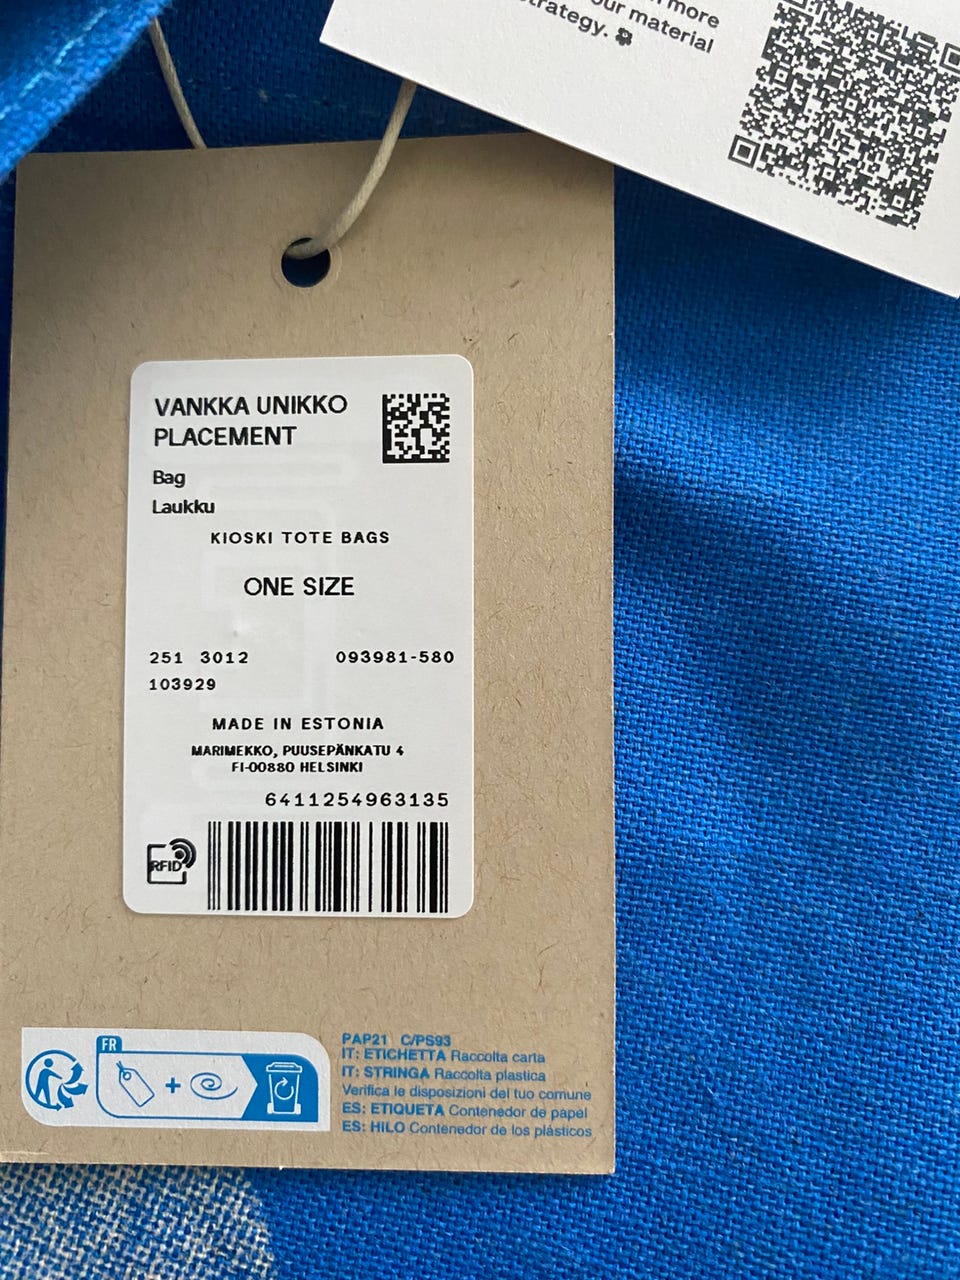 more
our material
strategy.
VANKKA UNIKKO
PLACEMENT
Bag
Laukku
KIOSKI TOTE BAGS
ONE SIZE
251 3012 093981-580
103929
MADE IN ESTONIA
MARIMEKKO, PUUSEPÄNKATU 4
FI-00880 HELSINKI
6411254963135
RFID
FR
+
PAP21 C/PS93
IT: ETICHETTA Raccolta carta
IT: STRINGA Raccolta plastica
Verifica le disposizioni del tuo comune
ES: ETIQUETA Contenedor de papel
ES: HILO Contenedor de los plásticos